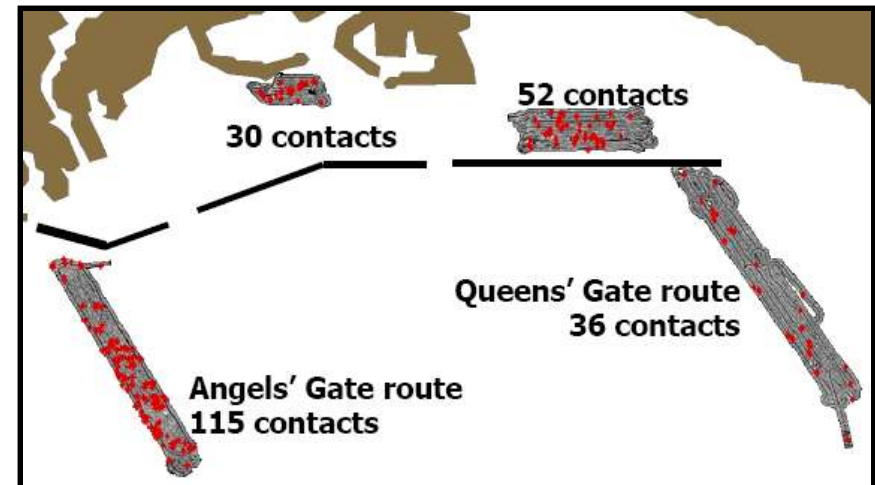 52 contacts
30 contacts
Queens’ Gate route
36 contacts
Angels’ Gate route
115 contacts